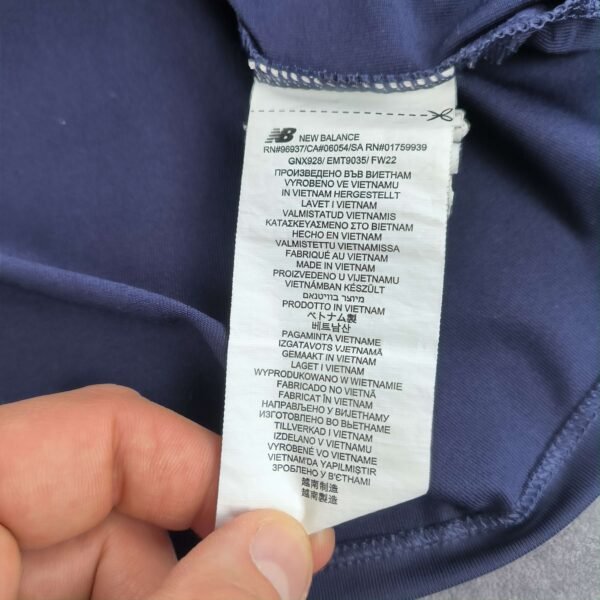 NB NEW BALANCE
RN#96937/CA#06054/SA RN#01759939
GNX928/ EMT9035/ FW22
ПРОИЗВЕДЕНО ВЪВ ВИЕТНАМ
VYROBENO VE VIETNAMU
IN VIETNAM HERGESTELLT
LAVET I VIETNAM
VALMISTATUD VIETNAMIS
ΚΑΤΑΣΚΕΥΑΣΜΕΝΟ ΣΤΟ ΒΙΕΤΝΑΜ
HECHO EN VIETNAM
VALMISTETTU VIETNAMISSA
FABRIQUÉ AU VIETNAM
MADE IN VIETNAM
PROIZVEDENO U VIJETNAMU
VIETNÁMBAN KÉSZÜLT
מיוצר בווייטנאם
PRODOTTO IN VIETNAM
ベトナム製
베트남산
PAGAMINTA VIETNAME
IZGATAVOTS VJETNAMĀ
GEMAAKT IN VIETNAM
LAGET I VIETNAM
WYPRODUKOWANO W WIETNAMIE
FABRICADO NO VIETNÃ
FABRICAT ÎN VIETNAM
НАПРАВЉЕНО У ВИЈЕТНАМУ
ИЗГОТОВЛЕНО ВО ВЬЕТНАМЕ
TILLVERKAD I VIETNAM
IZDELANO V VIETNAMU
VYROBENÉ VO VIETNAME
VIETNAM'DA YAPILMIŞTIR
ЗРОБЛЕНО У В'ЄТНАМІ
越南制造
越南製造